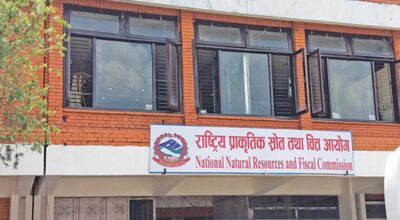 राष्ट्रिय प्राकृतिक स्रोत तथा वित्त आयोग
National Natural Resources and Fiscal Commission